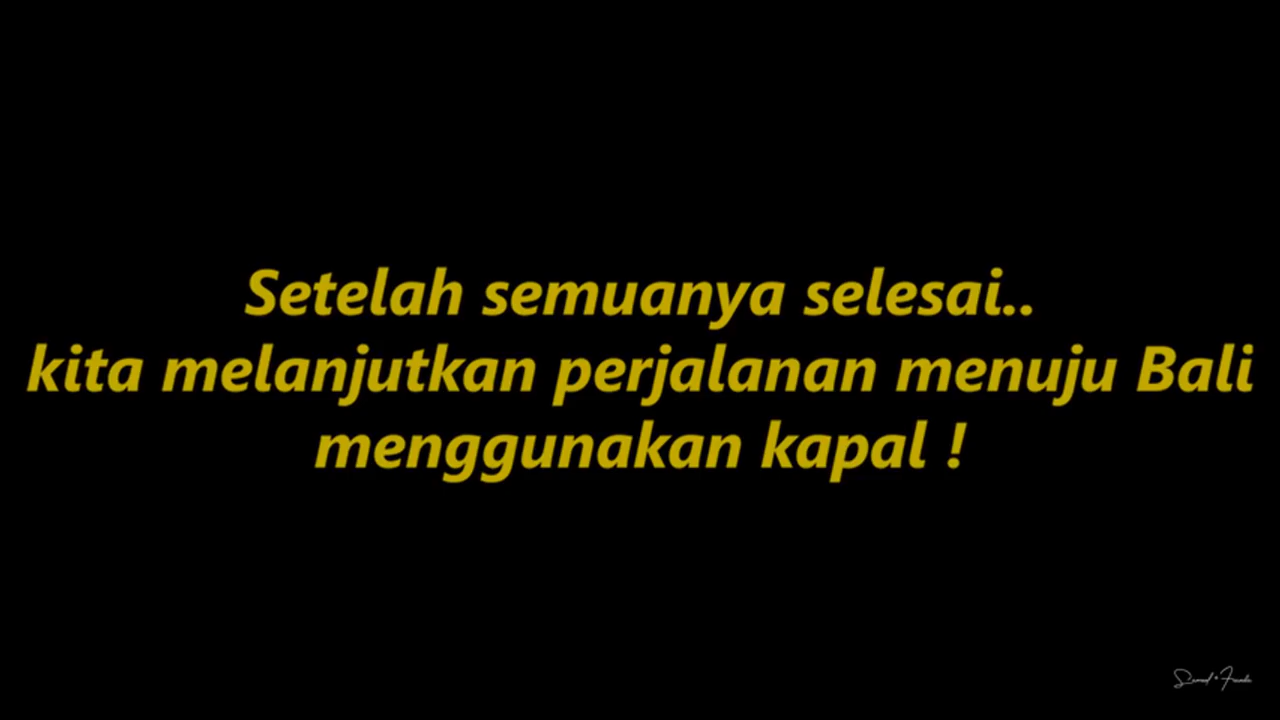 Setelah semuanya selesai..
kita melanjutkan perjalanan menuju Bali
menggunakan kapal !